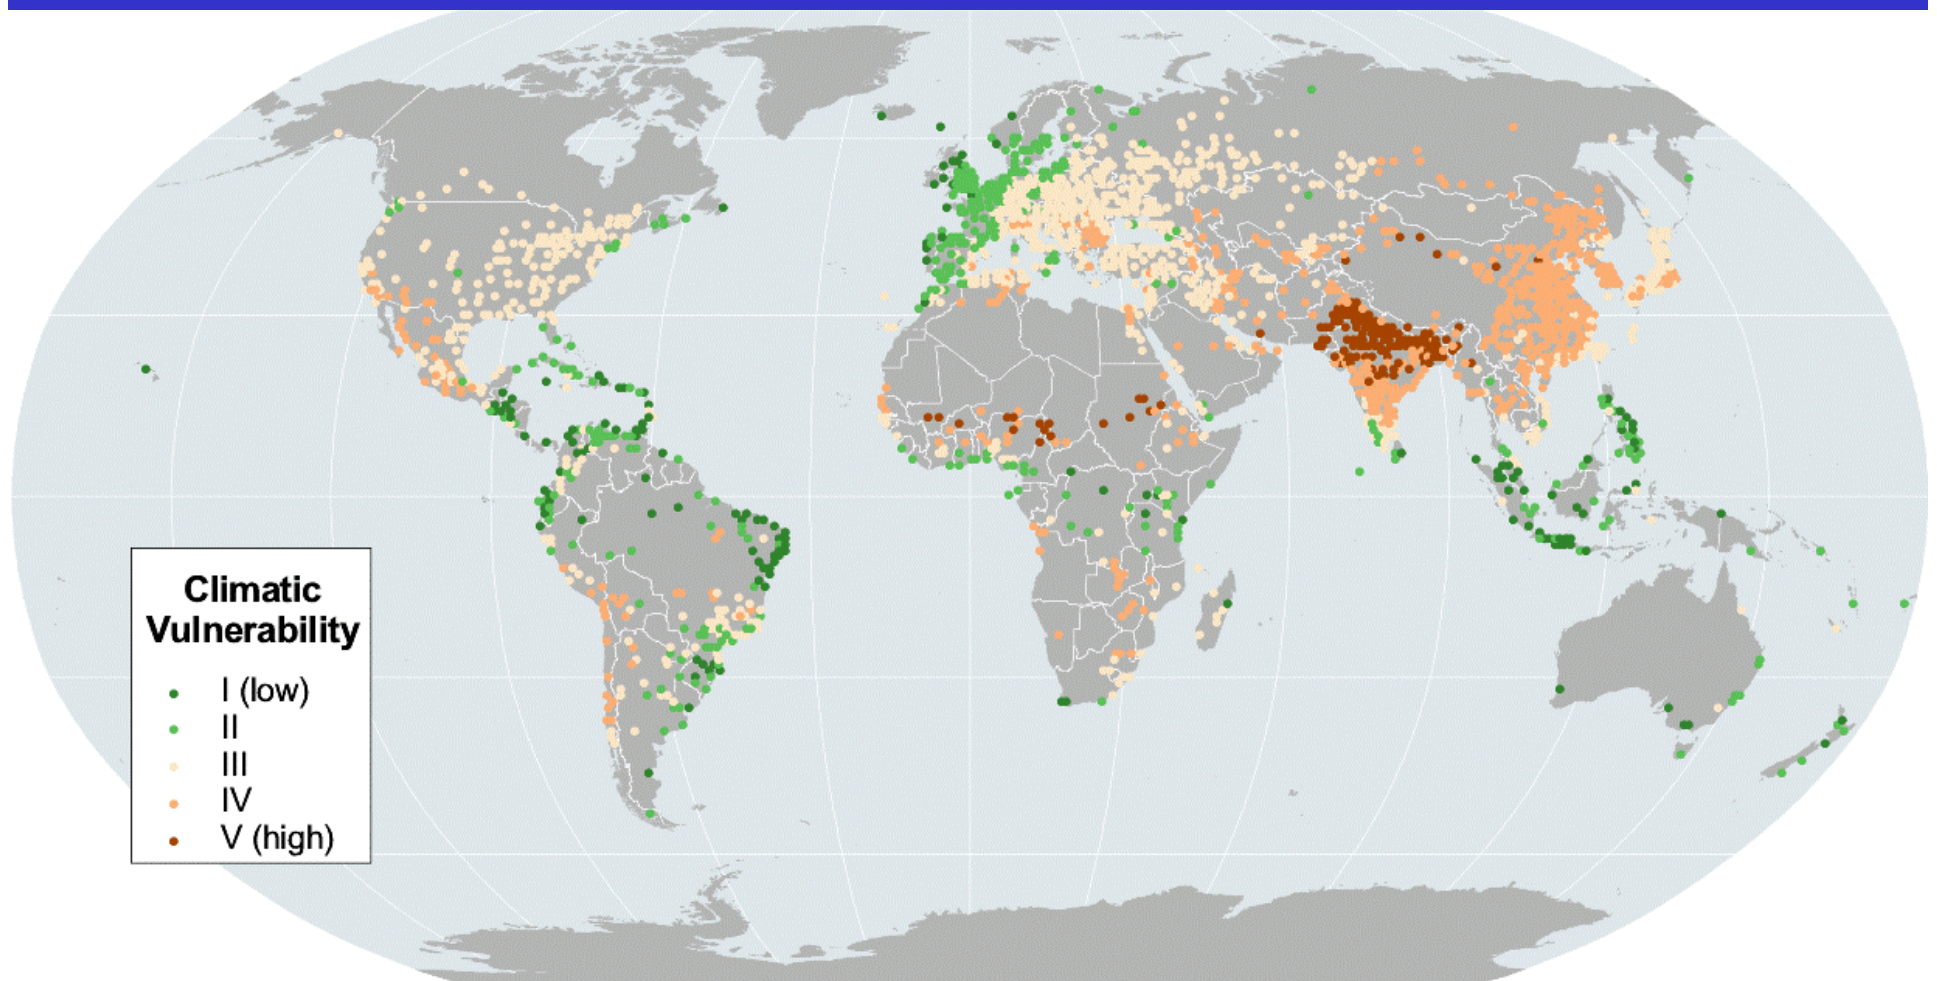 Climatic
Vulnerability
I (low)
II
III
IV
V (high)